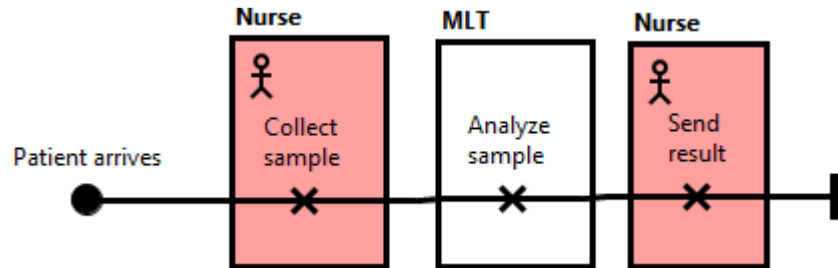 Nurse
MLT
Nurse
Collect
sample
Analyze
sample
Send
result
Patient arrives